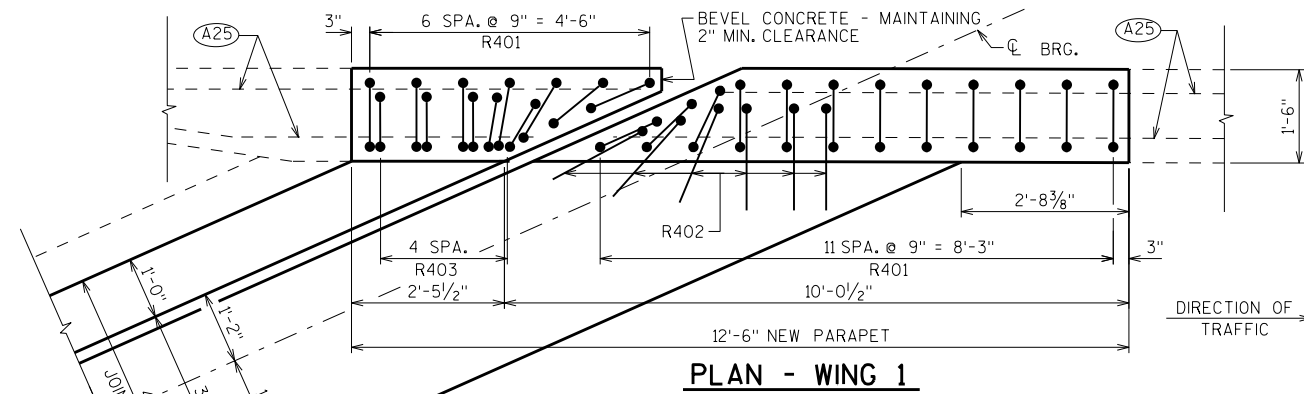 3"
6 SPA. @ 9" = 4'-6"
R401
BEVEL CONCRETE - MAINTAINING
2" MIN. CLEARANCE
A25
A25
℄ BRG.
1'-6"
2'-8⅜"
R402
4 SPA.
R403
11 SPA. @ 9" = 8'-3"
R401
3"
2'-5½"
10'-0½"
1'-0"
1'-2"
12'-6" NEW PARAPET
DIRECTION OF
TRAFFIC
PLAN - WING 1